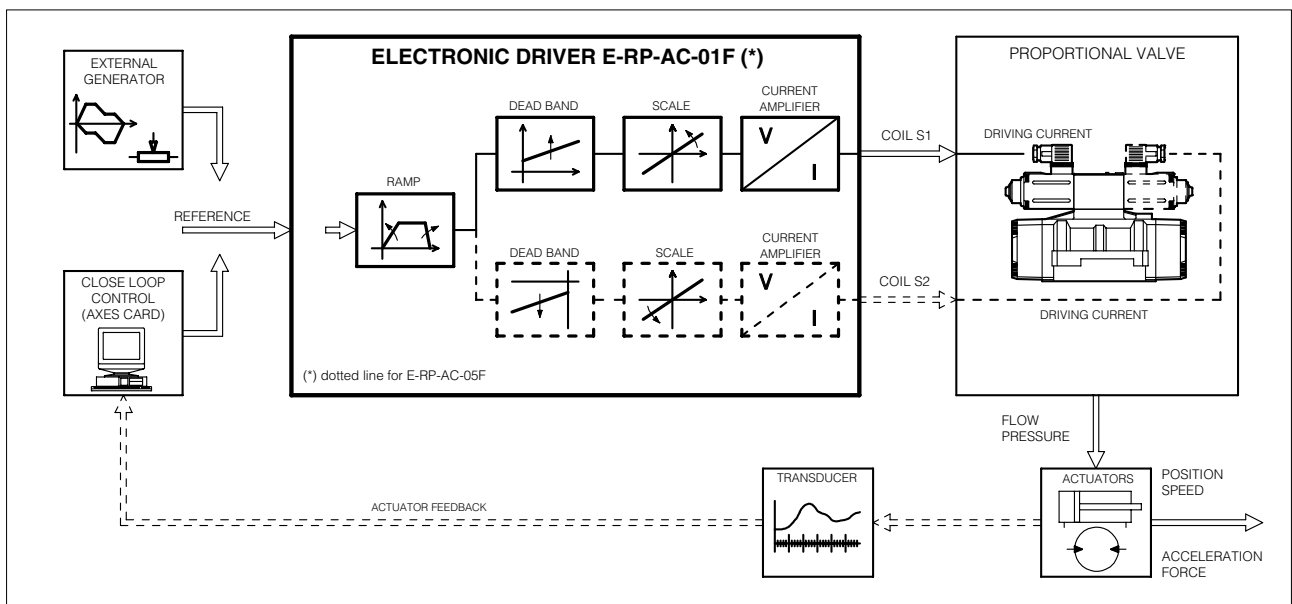 EXTERNAL
GENERATOR
ELECTRONIC DRIVER E-RP-AC-01F (*)
PROPORTIONAL VALVE
DEAD BAND
SCALE
CURRENT
AMPLIFIER
V
I
COIL S1
DRIVING CURRENT
RAMP
REFERENCE
DEAD BAND
SCALE
CURRENT
AMPLIFIER
V
I
COIL S2
DRIVING CURRENT
CLOSE LOOP
CONTROL
(AXES CARD)
(*) dotted line for E-RP-AC-05F
FLOW
PRESSURE
TRANSDUCER
ACTUATORS
POSITION
SPEED
ACTUATOR FEEDBACK
ACCELERATION
FORCE